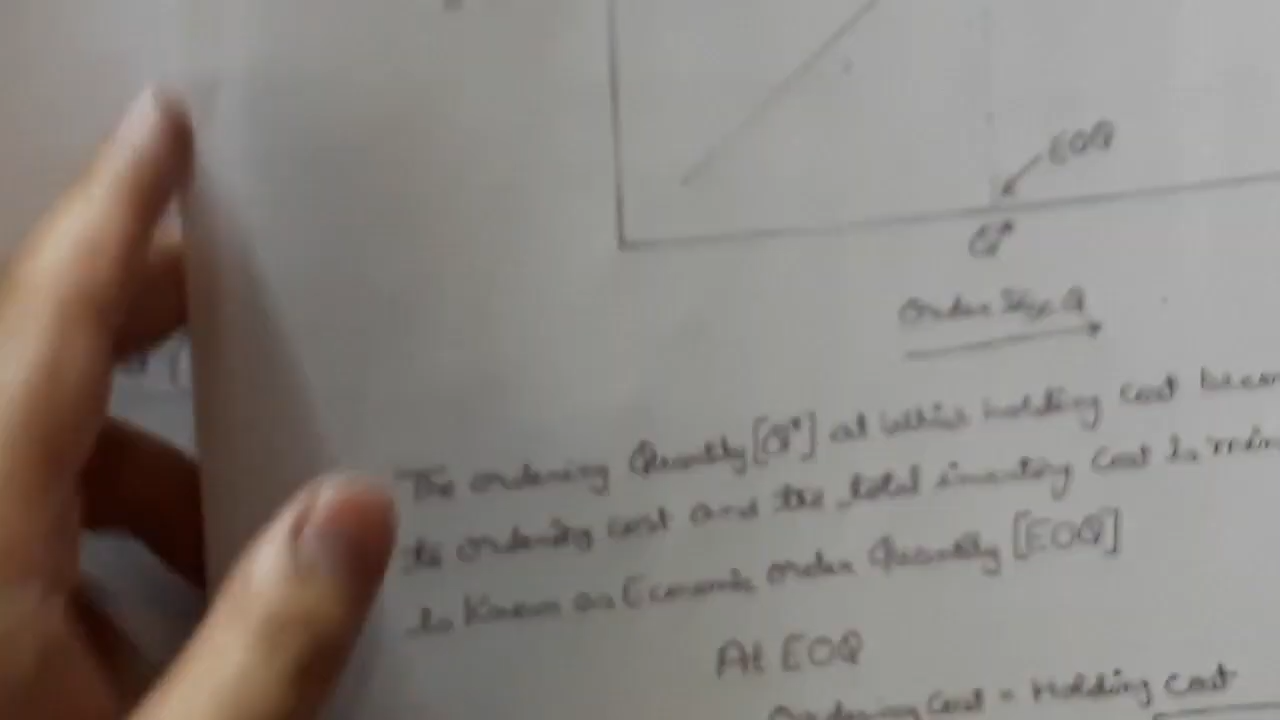 EOQ
Q*
Order Size Q
The ordering Quantity [Q*] at which holding cost
to ordering cost and the total inventory cost is
is known as Economic order Quantity [EOQ]
At EOQ
Ordering Cost = Holding Cost